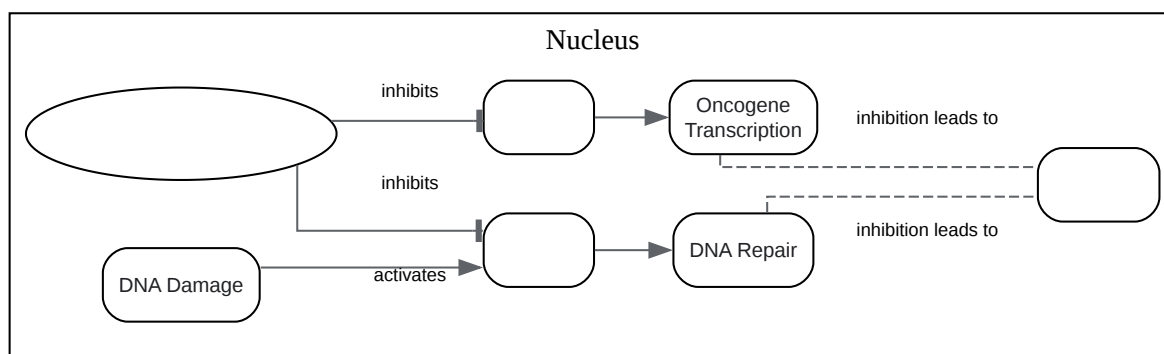 Nucleus
inhibits
Oncogene
Transcription
inhibition leads to
inhibits
DNA Repair
inhibition leads to
DNA Damage
activates